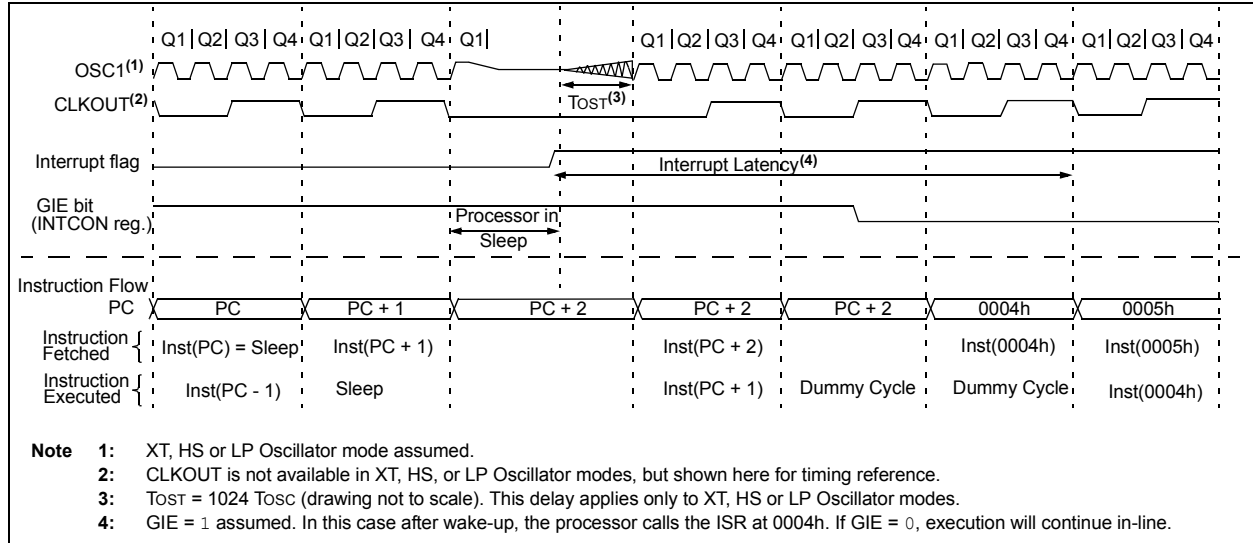 Q1| Q2| Q3 | Q4 Q1 | Q2 | Q3 | Q4 Q1| Q1 | Q2 | Q3 | Q4 Q1 | Q2 | Q3 | Q4 Q1 | Q2 | Q3 | Q4 Q1 | Q2 | Q3 | Q4
OSC1(1)
CLKOUT(2)
TOST(3)
Interrupt flag
Interrupt Latency(4)
GIE bit
(INTCON reg.)
Processor in
Sleep
Instruction Flow
PC PC PC + 1 PC + 2 PC + 2 PC + 2 0004h 0005h
Instruction
Fetched
Inst(PC) = Sleep Inst(PC + 1) Inst(PC + 2) Inst(0004h) Inst(0005h)
Instruction
Executed
Inst(PC - 1) Sleep Inst(PC + 1) Dummy Cycle Dummy Cycle Inst(0004h)
Note 1: XT, HS or LP Oscillator mode assumed.
2: CLKOUT is not available in XT, HS, or LP Oscillator modes, but shown here for timing reference.
3: TOST = 1024 TOSC (drawing not to scale). This delay applies only to XT, HS or LP Oscillator modes.
4: GIE = 1 assumed. In this case after wake-up, the processor calls the ISR at 0004h. If GIE = 0, execution will continue in-line.